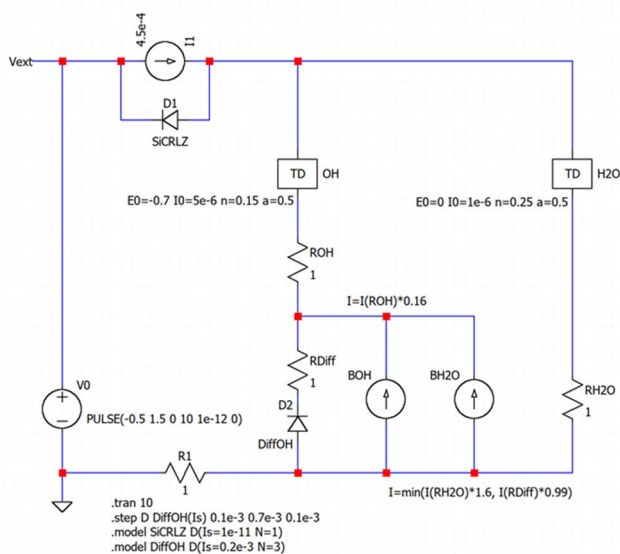 4.5e-4
I1
Vext
D1
SiCRLZ
TD
OH
TD
H2O
E0=-0.7 I0=5e-6 n=0.15 a=0.5
E0=0 I0=1e-6 n=0.25 a=0.5
ROH
1
I=I(ROH)*0.16
RDiff
1
BOH
BH2O
V0
PULSE(-0.5 1.5 0 10 1e-12 0)
D2
DiffOH
RH2O
1
R1
1
I=min(I(RH2O)*1.6, I(RDiff)*0.99)
.tran 10
.step D DiffOH(Is) 0.1e-3 0.7e-3 0.1e-3
.model SiCRLZ D(Is=1e-11 N=1)
.model DiffOH D(Is=0.2e-3 N=3)